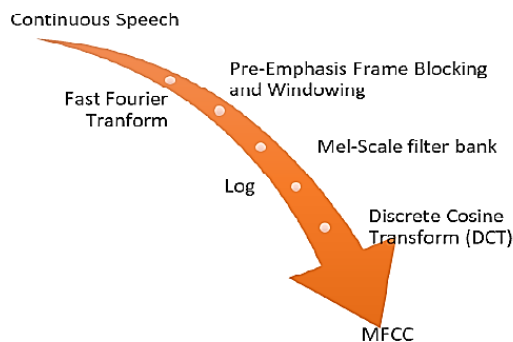 Continuous Speech
Pre-Emphasis Frame Blocking
and Windowing
Fast Fourier
Tranform
Mel-Scale filter bank
Log
Discrete Cosine
Transform (DCT)
MFCC